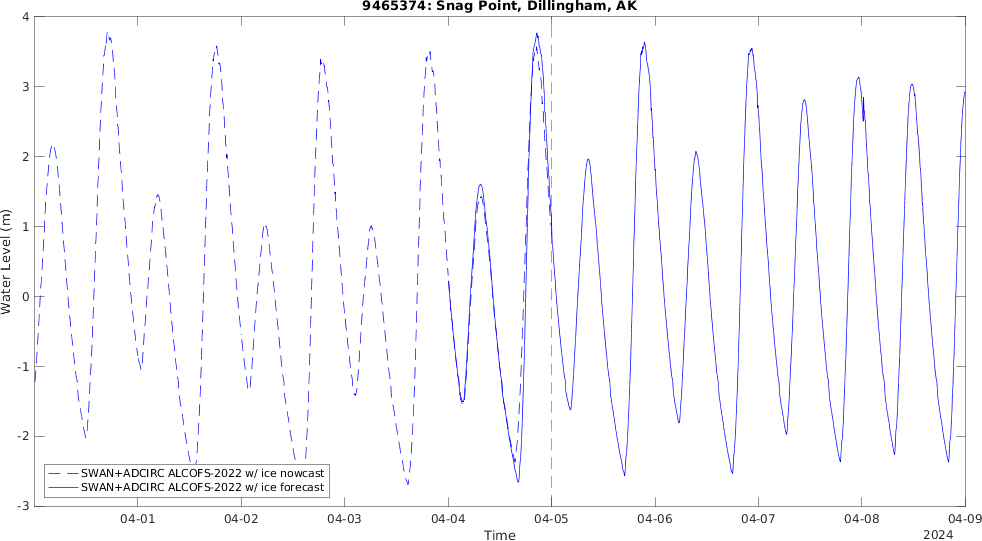 9465374: Snag Point, Dillingham, AK
4
3
2
1
0
-1
-2
-3
Water Level (m)
SWAN+ADCIRC ALCOFS-2022 w/ ice nowcast
SWAN+ADCIRC ALCOFS-2022 w/ ice forecast
04-01 04-02 04-03 04-04 04-05 04-06 04-07 04-08 04-09
Time
2024